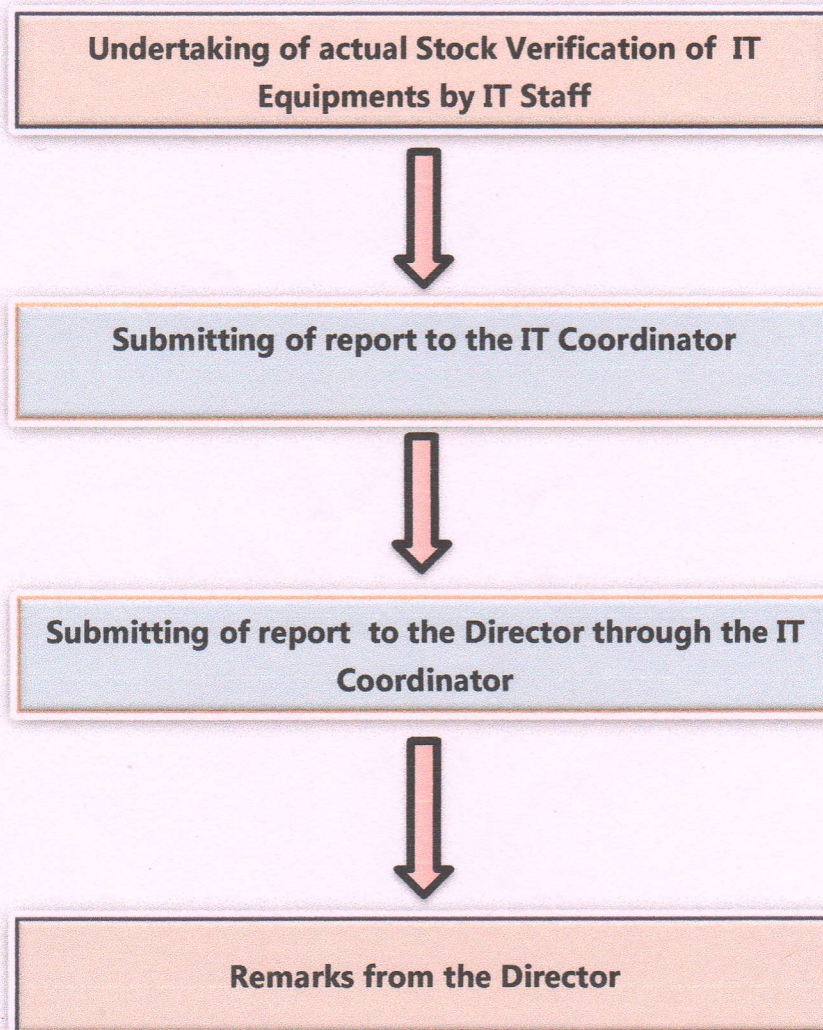 Undertaking of actual Stock Verification of IT
Equipments by IT Staff
Submitting of report to the IT Coordinator
Submitting of report to the Director through the IT
Coordinator
Remarks from the Director